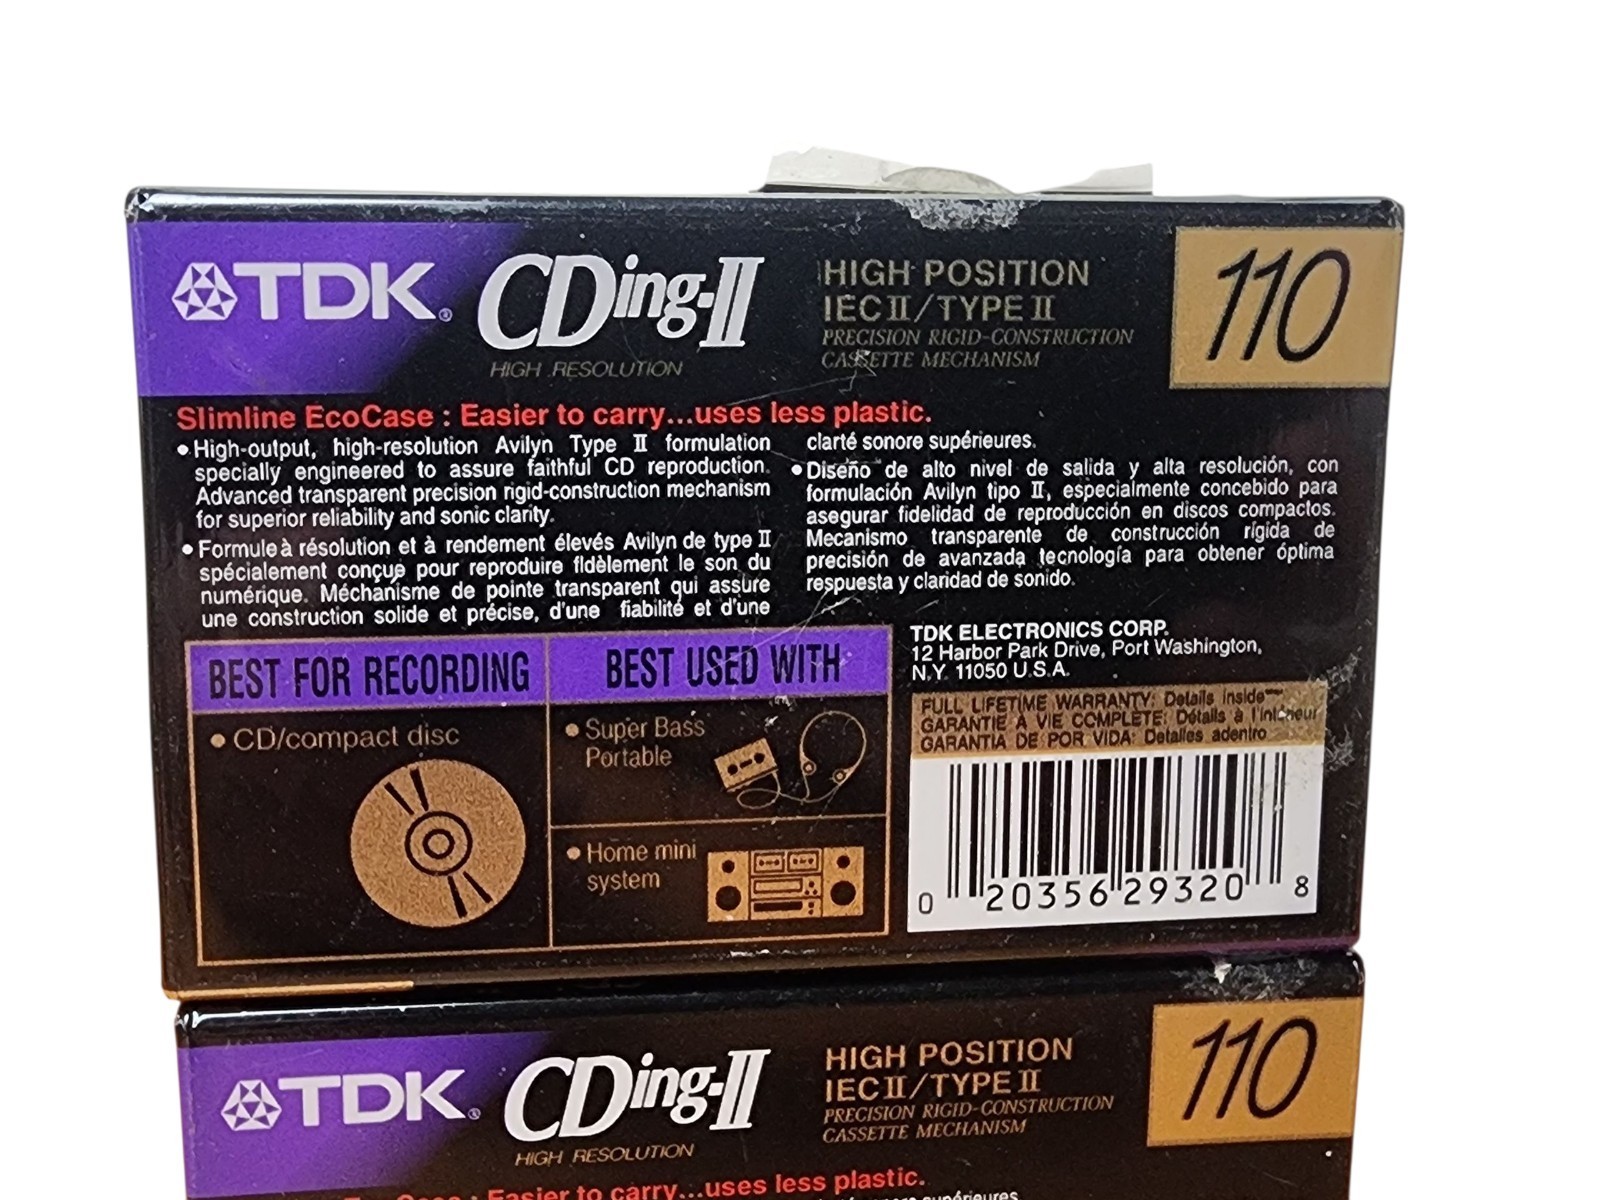 TDK® CDing-II
HIGH RESOLUTION
HIGH POSITION
IEC II/TYPE II
PRECISION RIGID-CONSTRUCTION
CASSETTE MECHANISM
110
Slimline EcoCase : Easier to carry...uses less plastic.
• High-output, high-resolution Avilyn Type II formulation
specially engineered to assure faithful CD reproduction.
Advanced transparent precision rigid-construction mechanism
for superior reliability and sonic clarity.
• Formule à résolution et à rendement élevés Avilyn de type II
spécialement conçue pour reproduire fidèlement le son du
numérique. Méchanisme de pointe transparent qui assure
une construction solide et précise, d'une fiabilité et d'une
clarté sonore supérieures.
• Diseño de alto nivel de salida y alta resolución, con
formulación Avilyn tipo II, especialmente concebido para
asegurar fidelidad de reproducción en discos compactos.
Mecanismo transparente de construcción rígida de
precisión de avanzada tecnología para obtener óptima
respuesta y claridad de sonido.
BEST FOR RECORDING
• CD/compact disc
BEST USED WITH
• Super Bass
Portable
• Home mini
system
TDK ELECTRONICS CORP.
12 Harbor Park Drive, Port Washington,
N.Y. 11050 U.S.A.
FULL LIFETIME WARRANTY: Details inside
GARANTIE À VIE COMPLÈTE: Détails à l'intérieur
GARANTIA DE POR VIDA: Detalles adentro
0 20356 29320 8
TDK® CDing-II
HIGH RESOLUTION
HIGH POSITION
IEC II/TYPE II
PRECISION RIGID-CONSTRUCTION
CASSETTE MECHANISM
110
EcoCase : Easier to carry...uses less plastic.
supérieures.